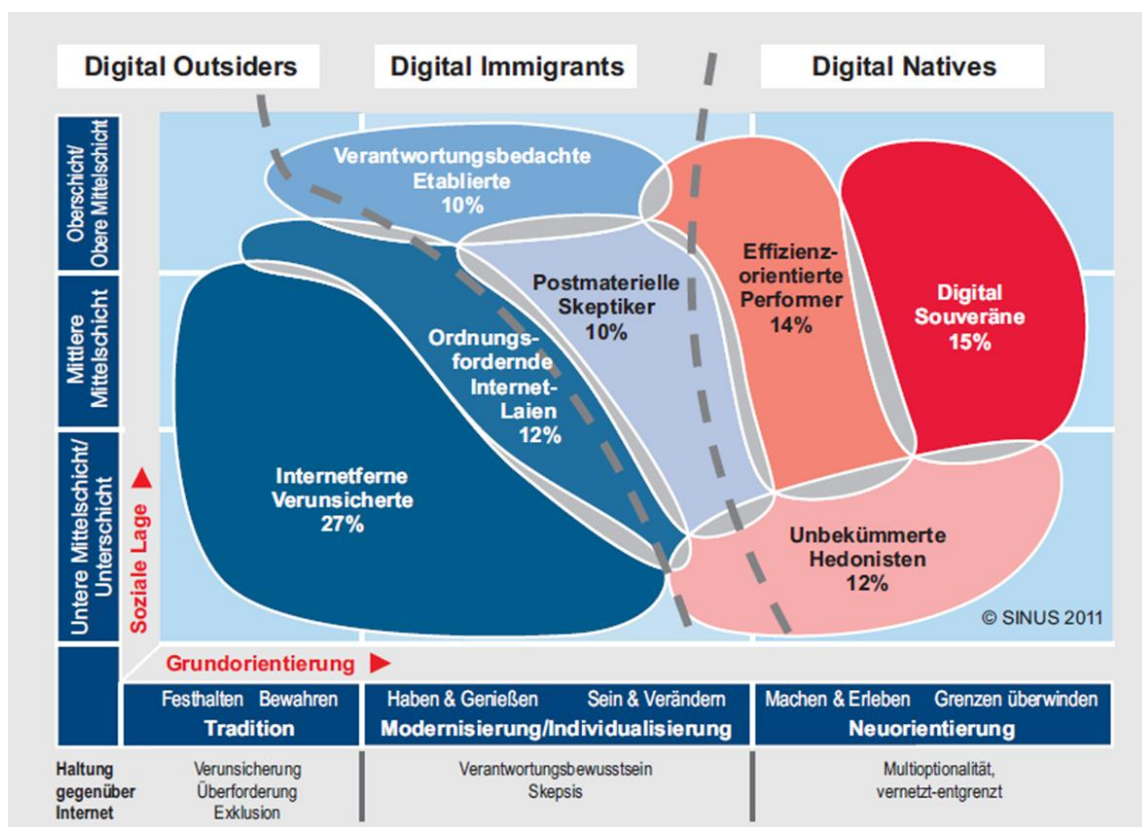 Digital Outsiders
Digital Immigrants
Digital Natives
Oberschicht/
Obere Mittelschicht
Mittlere
Mittelschicht
Untere Mittelschicht/
Unterschicht
Soziale Lage
Verantwortungsbedachte
Etablierte
10%
Postmaterielle
Skeptiker
10%
Effizienz-
orientierte
Performer
14%
Digital
Souveräne
15%
Ordnungs-
fordernde
Internet-
Laien
12%
Internetferne
Verunsicherte
27%
Unbekümmerte
Hedonisten
12%
© SINUS 2011
Grundorientierung
Festhalten Bewahren
Tradition
Haben & Genießen Sein & Verändern
Modernisierung/Individualisierung
Machen & Erleben Grenzen überwinden
Neuorientierung
Haltung
gegenüber
Internet
Verunsicherung
Überforderung
Exklusion
Verantwortungsbewusstsein
Skepsis
Multioptionalität,
vernetzt-entgrenzt